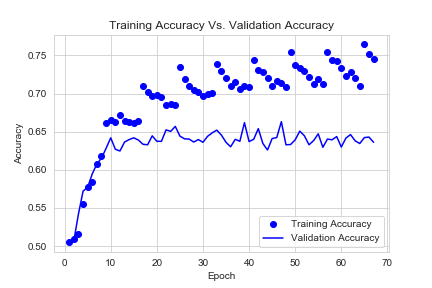 Training Accuracy Vs. Validation Accuracy
0.75
0.70
0.65
0.60
0.55
0.50
Accuracy
0 10 20 30 40 50 60 70
Epoch
Training Accuracy
Validation Accuracy